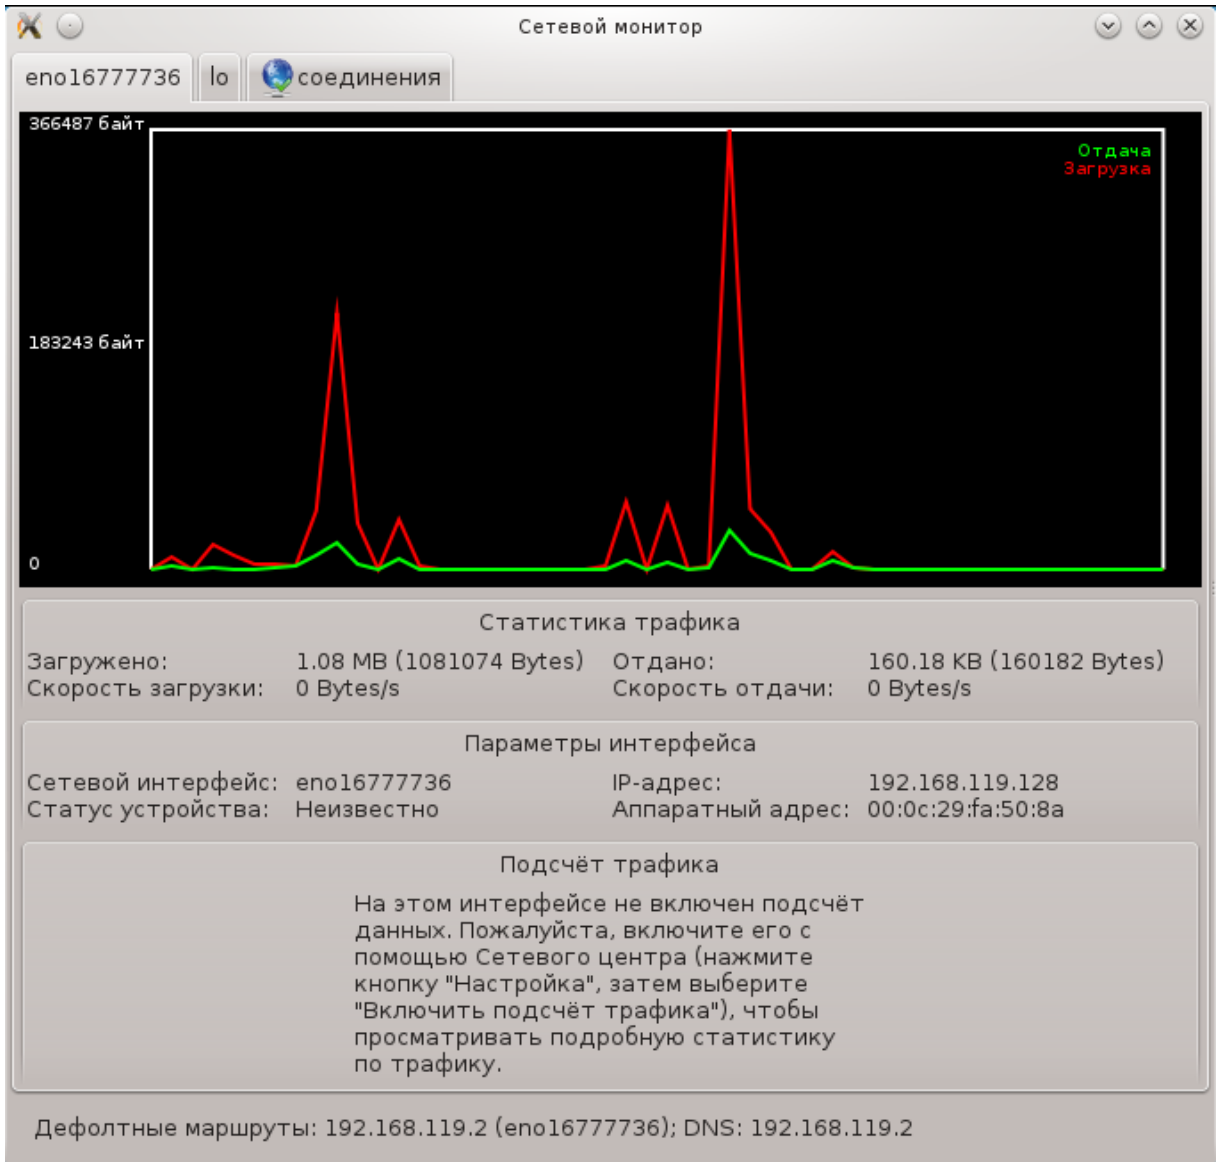 Сетевой монитор
eno16777736 lo соединения
366487 байт
Отдача
Загрузка
183243 байт
0
Статистика трафика
Загружено: 1.08 MB (1081074 Bytes) Отдано: 160.18 KB (160182 Bytes)
Скорость загрузки: 0 Bytes/s Скорость отдачи: 0 Bytes/s
Параметры интерфейса
Сетевой интерфейс: eno16777736 IP-адрес: 192.168.119.128
Статус устройства: Неизвестно Аппаратный адрес: 00:0c:29:fa:50:8a
Подсчёт трафика
На этом интерфейсе не включен подсчёт
данных. Пожалуйста, включите его с
помощью Сетевого центра (нажмите
кнопку "Настройка", затем выберите
"Включить подсчёт трафика"), чтобы
просматривать подробную статистику
по трафику.
Дефолтные маршруты: 192.168.119.2 (eno16777736); DNS: 192.168.119.2